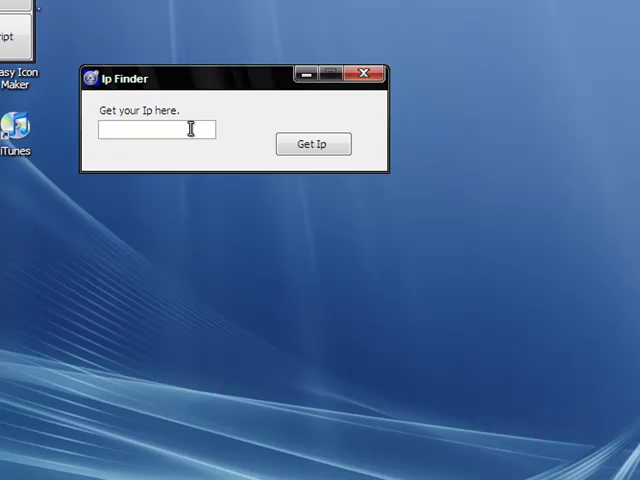 ript
asy Icon
Maker
iTunes
Ip Finder
Get your Ip here.
Get Ip